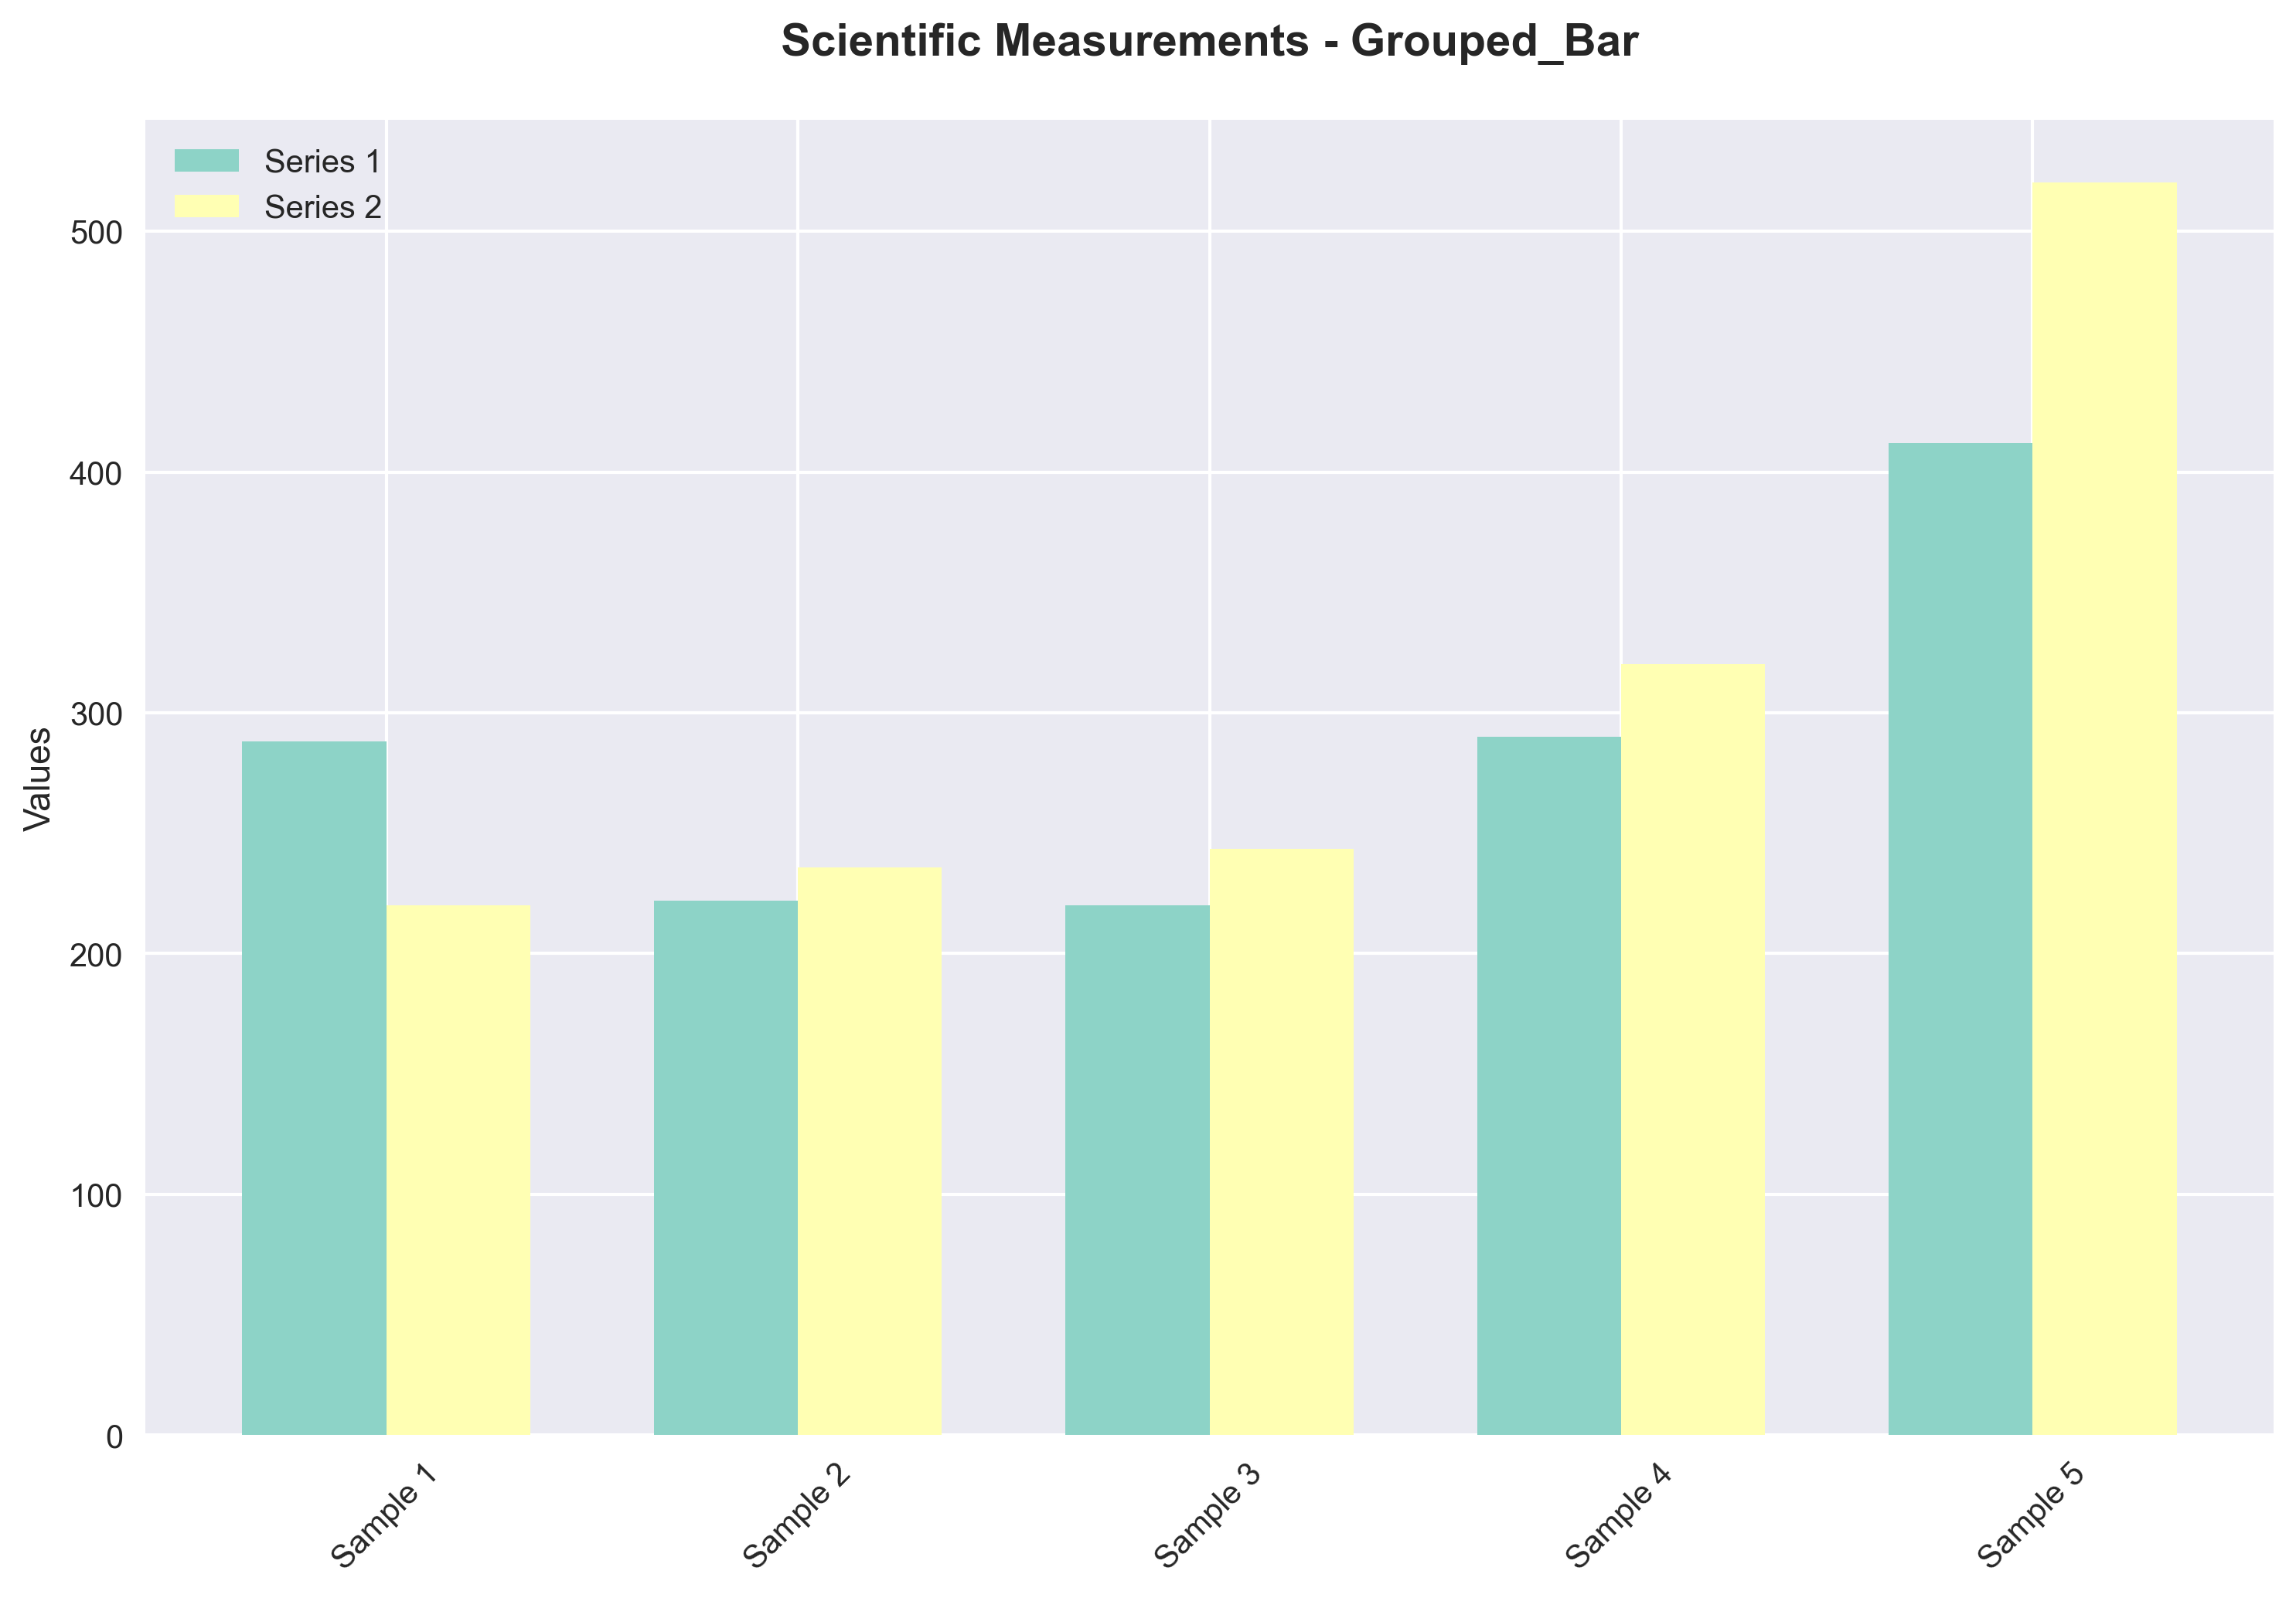 Scientific Measurements - Grouped_Bar
Series 1
Series 2
500
400
300
200
100
0
Values
Sample 1
Sample 2
Sample 3
Sample 4
Sample 5